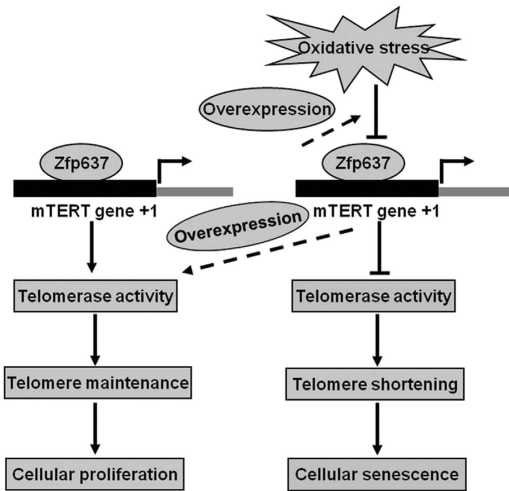 Oxidative stress
Overexpression
Zfp637
Zfp637
mTERT gene +1
mTERT gene +1
Overexpression
Telomerase activity
Telomerase activity
Telomere maintenance
Telomere shortening
Cellular proliferation
Cellular senescence